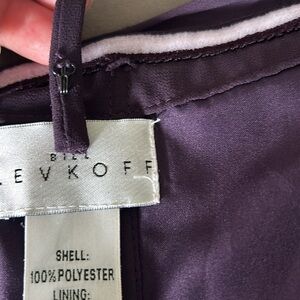 BILL
LEVKOFF
SHELL:
100% POLYESTER
LINING: